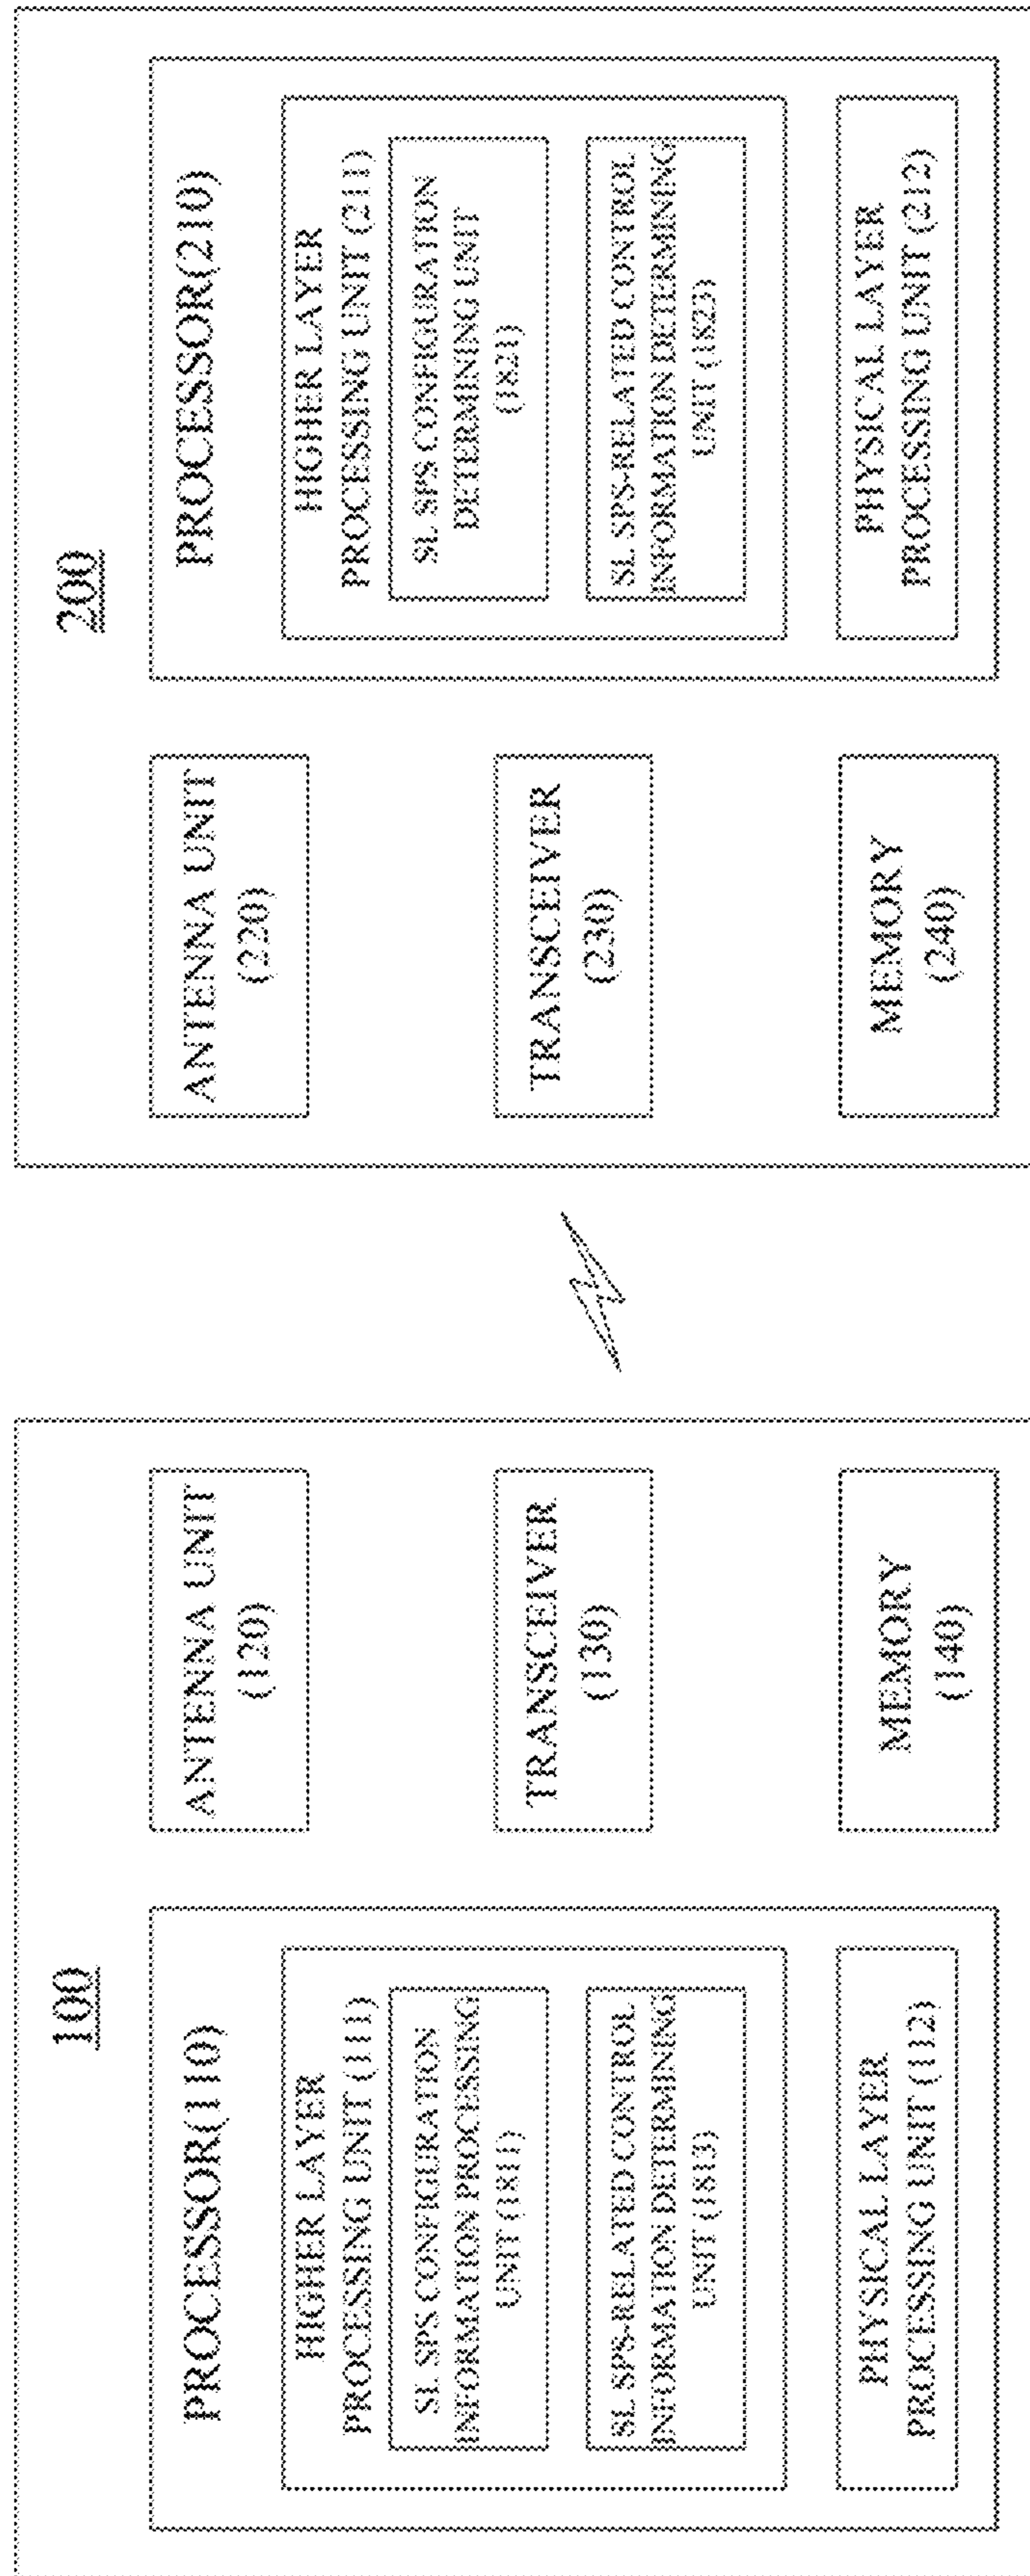 100
PROCESSOR(110)
HIGHER LAYER
PROCESSING UNIT (111)
SL SPS CONFIGURATION
INFORMATION PROCESSING
UNIT (1811)
SL SPS-RELATED CONTROL
INFORMATION DETERMINING
UNIT (1813)
PHYSICAL LAYER
PROCESSING UNIT (112)
ANTENNA UNIT
(120)
TRANSCEIVER
(130)
MEMORY
(140)
200
ANTENNA UNIT
(220)
TRANSCEIVER
(230)
MEMORY
(240)
PROCESSOR(210)
HIGHER LAYER
PROCESSING UNIT (211)
SL SPS CONFIGURATION
DETERMINING UNIT
(1821)
SL SPS-RELATED CONTROL
INFORMATION DETERMINING
UNIT (1823)
PHYSICAL LAYER
PROCESSING UNIT (212)